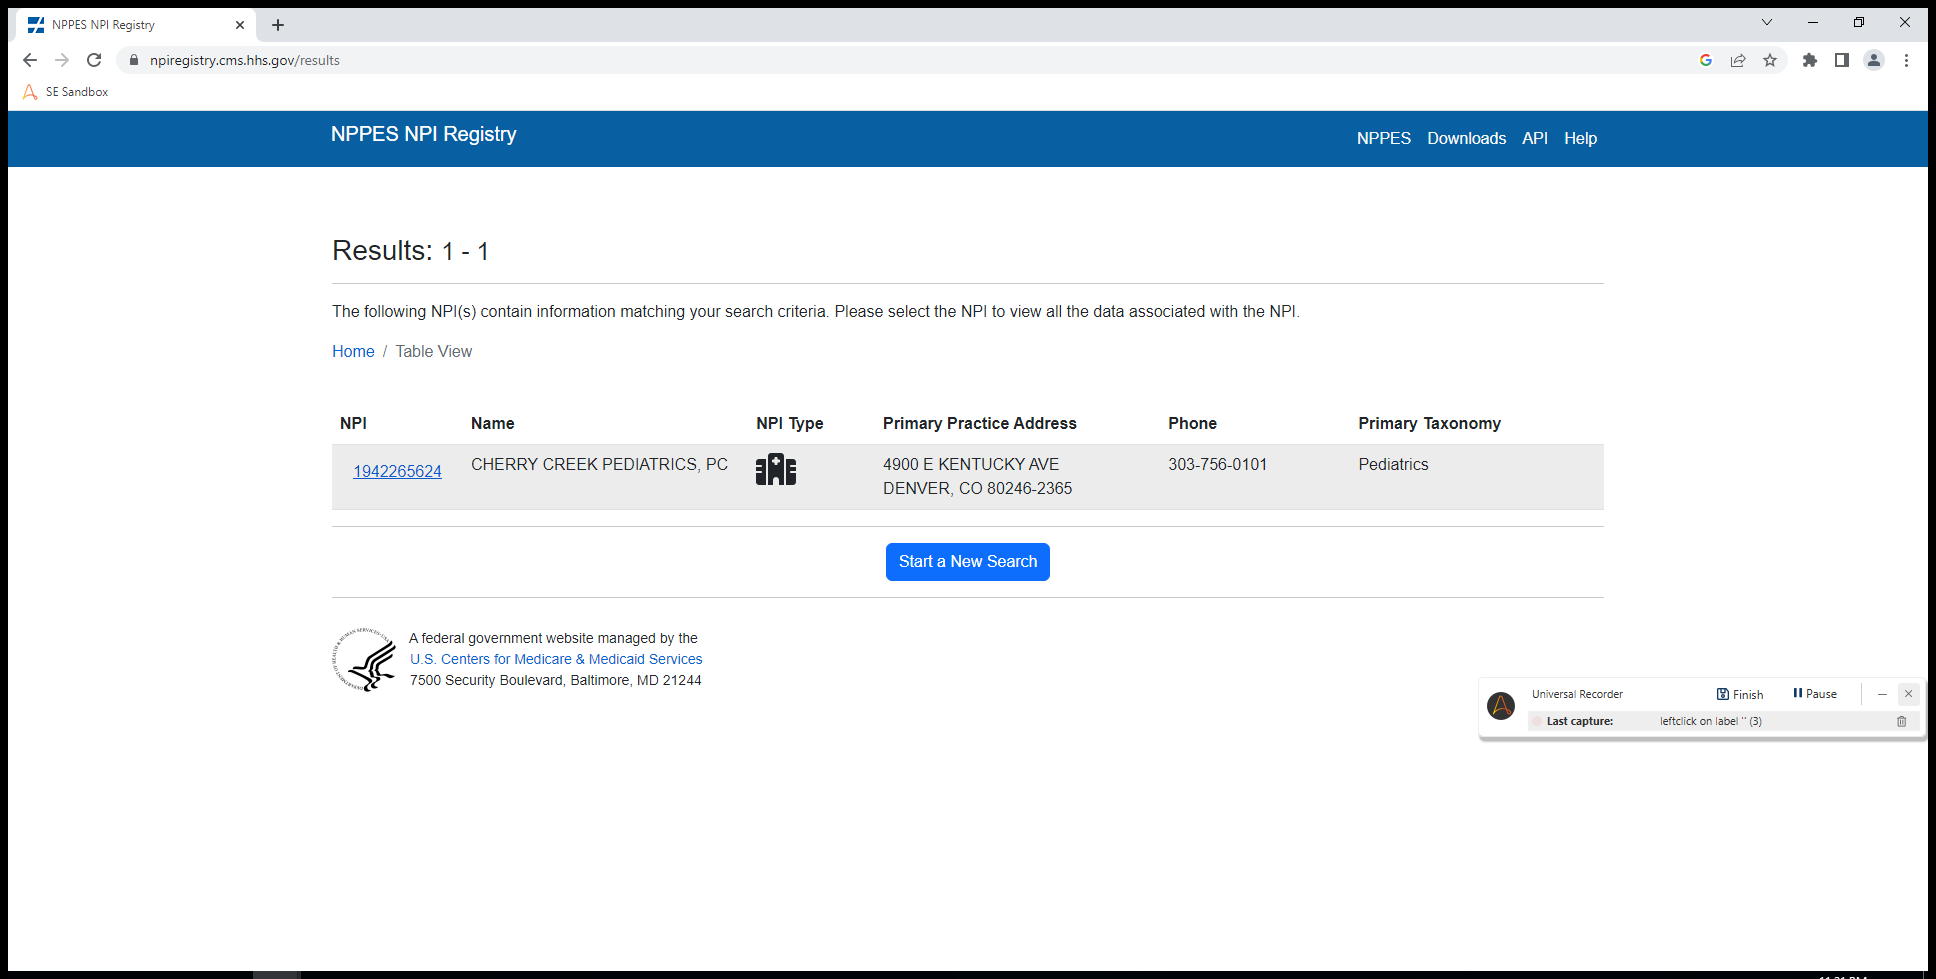 NPPES NPI Registry
npiregistry.cms.hhs.gov/results
SE Sandbox
NPPES NPI Registry
NPPES Downloads API Help
Results: 1 - 1
The following NPI(s) contain information matching your search criteria. Please select the NPI to view all the data associated with the NPI.
Home / Table View
NPI Name NPI Type Primary Practice Address Phone Primary Taxonomy
1942265624 CHERRY CREEK PEDIATRICS, PC 4900 E KENTUCKY AVE 303-756-0101 Pediatrics
DENVER, CO 80246-2365
Start a New Search
A federal government website managed by the
U.S. Centers for Medicare & Medicaid Services
7500 Security Boulevard, Baltimore, MD 21244
Universal Recorder Finish Pause
Last capture: leftclick on label '' (3)